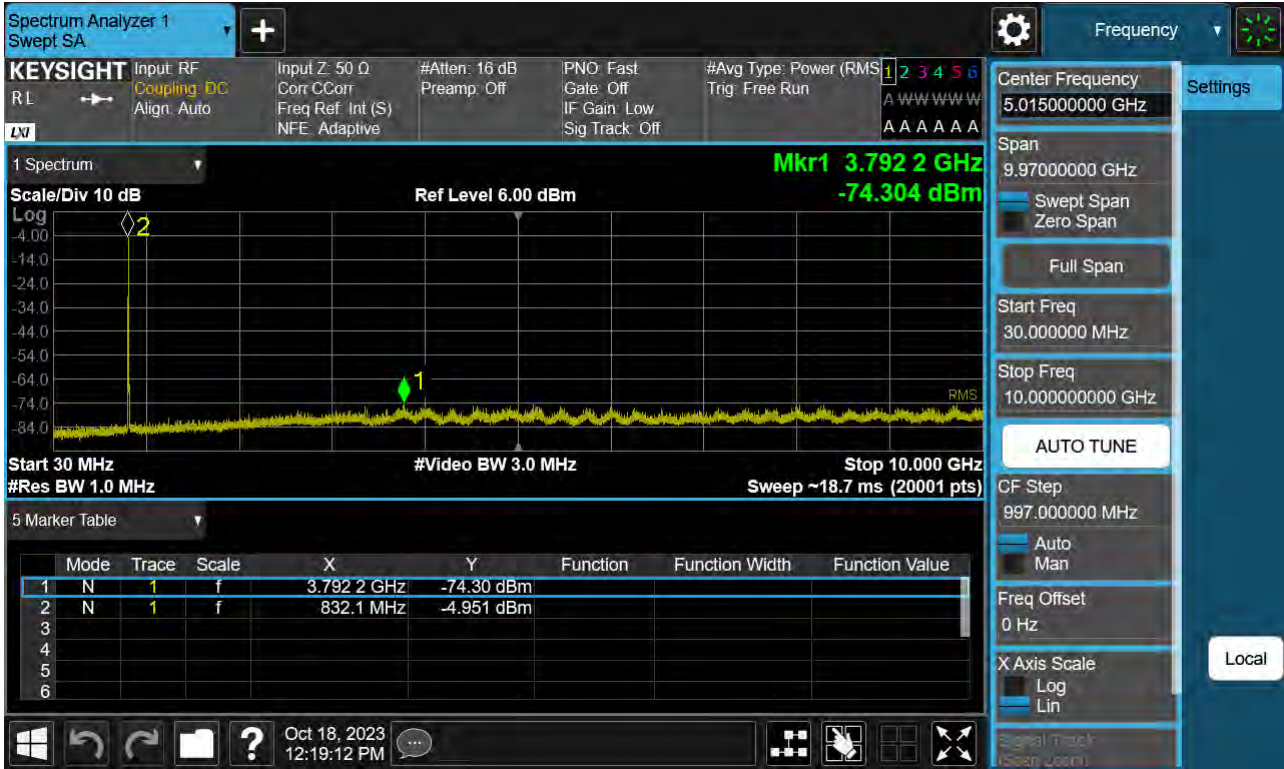 Spectrum Analyzer 1
Swept SA
+
Frequency
KEYSIGHT
RL
LXI
Input: RF
Coupling: DC
Align: Auto
Input Z: 50 Ω
Corr CCorr
Freq Ref: Int (S)
NFE: Adaptive
#Atten: 16 dB
Preamp: Off
PNO: Fast
Gate: Off
IF Gain: Low
Sig Track: Off
#Avg Type: Power (RMS
Trig: Free Run
1 2 3 4 5 6
A W W W W W
A A A A A A
1 Spectrum
Scale/Div 10 dB
Ref Level 6.00 dBm
Mkr1 3.792 2 GHz
-74.304 dBm
Log
-4.00
-14.0
-24.0
-34.0
-44.0
-54.0
-64.0
-74.0
-84.0
2
1
RMS
Start 30 MHz
#Video BW 3.0 MHz
Stop 10.000 GHz
#Res BW 1.0 MHz
Sweep ~18.7 ms (20001 pts)
5 Marker Table
Mode Trace Scale X Y Function Function Width Function Value
1 N 1 f 3.792 2 GHz -74.30 dBm
2 N 1 f 832.1 MHz -4.951 dBm
3
4
5
6
Center Frequency
5.015000000 GHz
Span
9.97000000 GHz
Swept Span
Zero Span
Full Span
Start Freq
30.000000 MHz
Stop Freq
10.000000000 GHz
AUTO TUNE
CF Step
997.000000 MHz
Auto
Man
Freq Offset
0 Hz
X Axis Scale
Log
Lin
Signal Track
(Span Zoom)
Settings
Local
?
Oct 18, 2023
12:19:12 PM